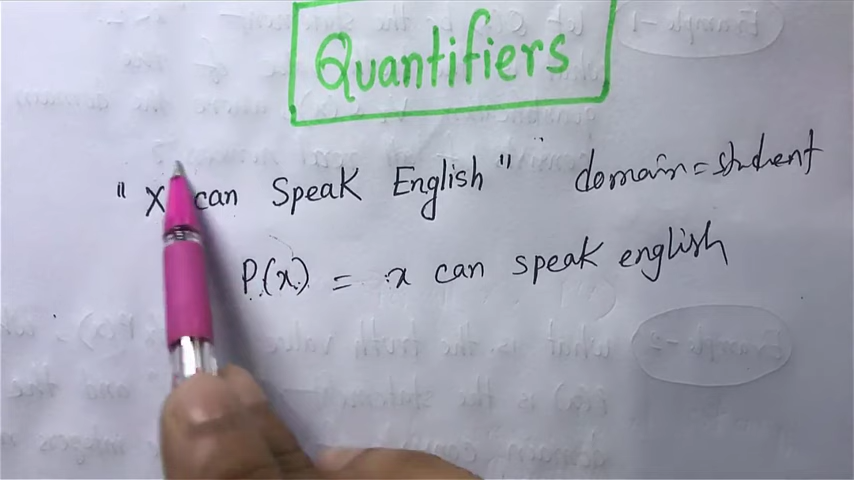 Quantifiers
" X can Speak English " domain = student
P(x) = x can speak english